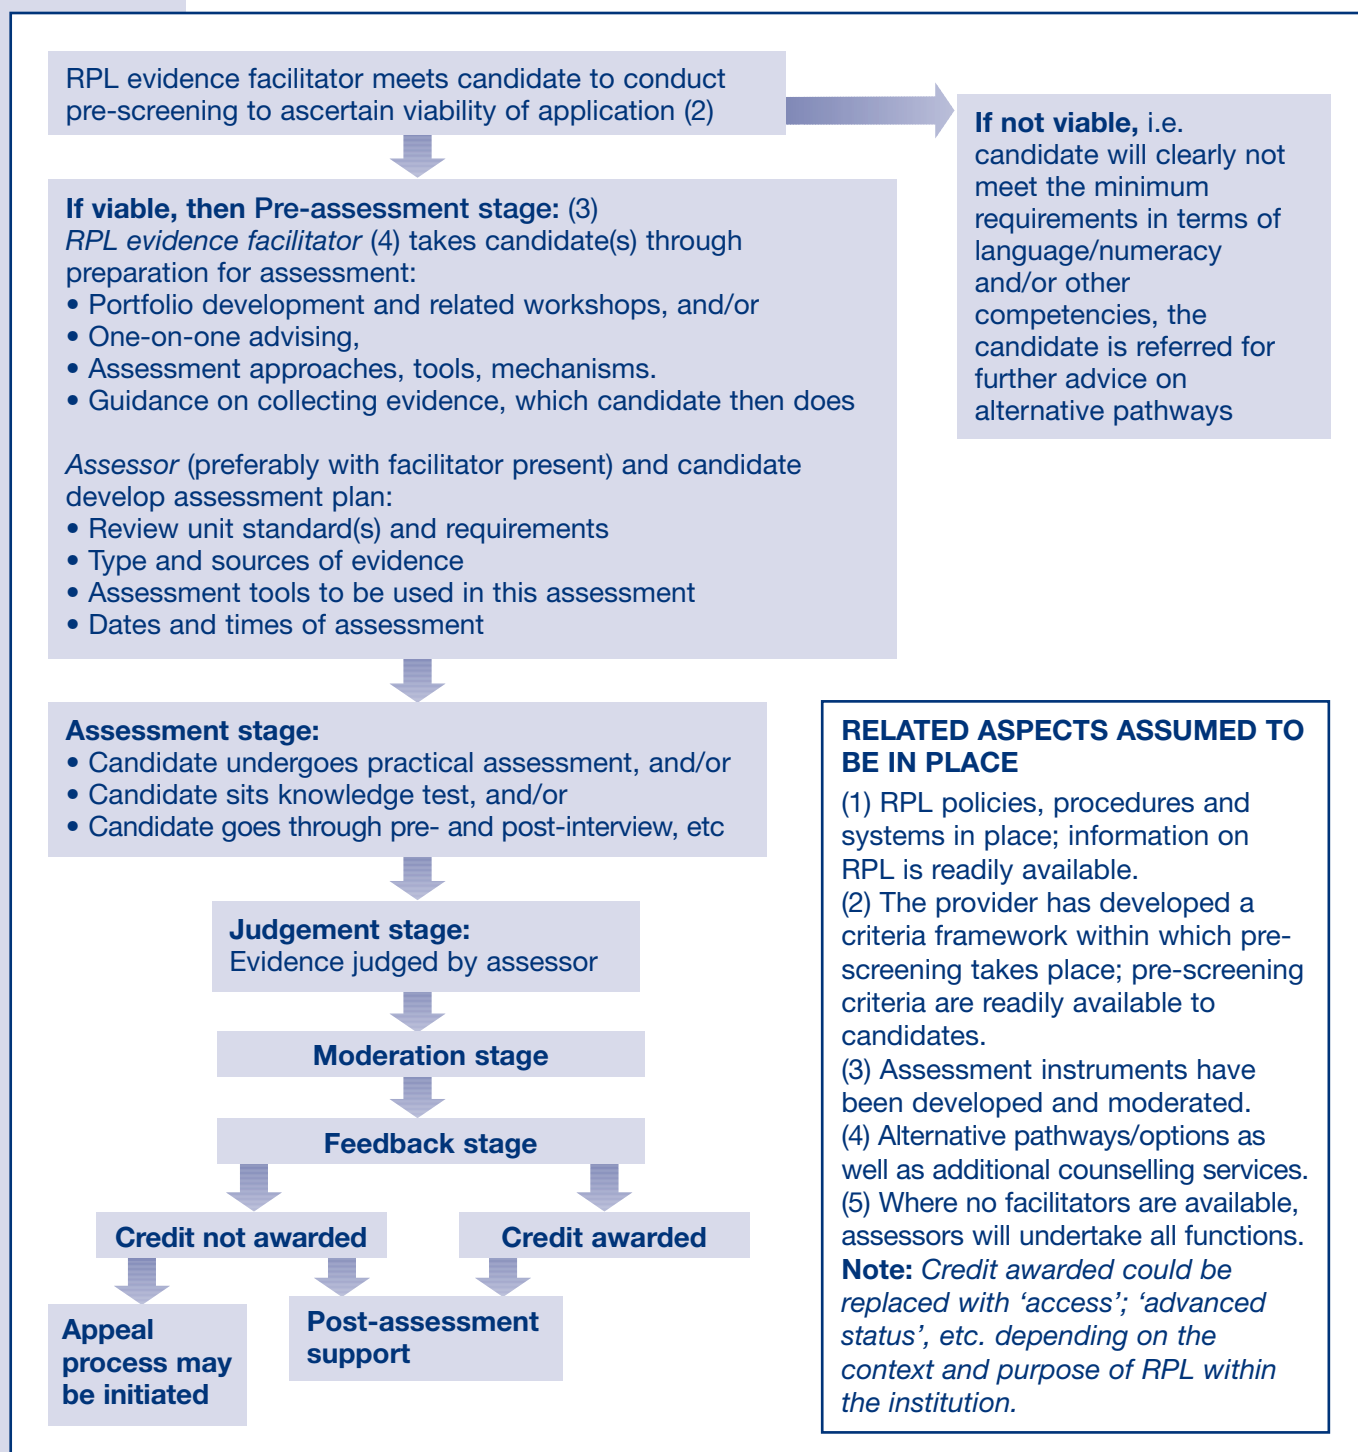 RPL evidence facilitator meets candidate to conduct
pre-screening to ascertain viability of application (2)
If not viable, i.e.
candidate will clearly not
meet the minimum
requirements in terms of
language/numeracy
and/or other
competencies, the
candidate is referred for
further advice on
alternative pathways
If viable, then Pre-assessment stage: (3)
RPL evidence facilitator (4) takes candidate(s) through
preparation for assessment:
• Portfolio development and related workshops, and/or
• One-on-one advising,
• Assessment approaches, tools, mechanisms.
• Guidance on collecting evidence, which candidate then does
Assessor (preferably with facilitator present) and candidate
develop assessment plan:
• Review unit standard(s) and requirements
• Type and sources of evidence
• Assessment tools to be used in this assessment
• Dates and times of assessment
Assessment stage:
• Candidate undergoes practical assessment, and/or
• Candidate sits knowledge test, and/or
• Candidate goes through pre- and post-interview, etc
Judgement stage:
Evidence judged by assessor
Moderation stage
Feedback stage
Credit not awarded
Credit awarded
Appeal
process may
be initiated
Post-assessment
support
RELATED ASPECTS ASSUMED TO
BE IN PLACE
(1) RPL policies, procedures and
systems in place; information on
RPL is readily available.
(2) The provider has developed a
criteria framework within which pre-
screening takes place; pre-screening
criteria are readily available to
candidates.
(3) Assessment instruments have
been developed and moderated.
(4) Alternative pathways/options as
well as additional counselling services.
(5) Where no facilitators are available,
assessors will undertake all functions.
Note: Credit awarded could be
replaced with ‘access’; ‘advanced
status’, etc. depending on the
context and purpose of RPL within
the institution.